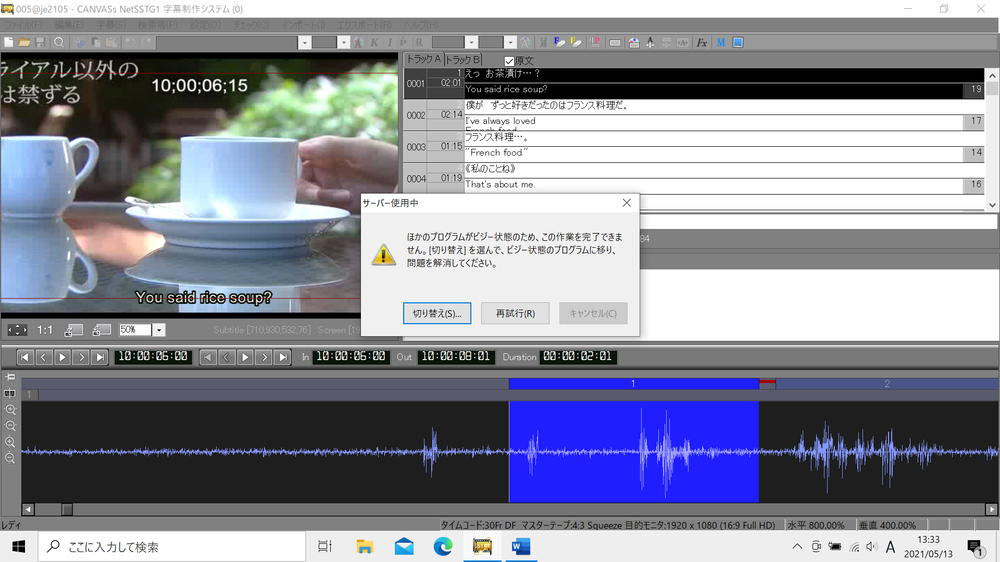 005@je2105 - CANVASs NetSSTG1 字幕制作システム (0)
ファイル(F) 編集(E) 字幕(S) 検索等(P) 設定(O) チェック(C) インポート(I) エクスポート(R) ヘルプ(H)
K I P R Fx M
ライアル以外の
は禁ずる
10;00;06;15
You said rice soup?
トラック A トラック B 原文
0001 1 えっ お茶漬け…？
02:01 You said rice soup? 19
0002 2 僕が ずっと好きだったのはフランス料理だ。
02:14 I've always loved 17
French food.
0003 3 フランス料理…。
01:15 "French food." 14
0004 4 《私のことね》
01:19 That's about me. 16
84
サーバー使用中
ほかのプログラムがビジー状態のため、この作業を完了できま
せん。[切り替え] を選んで、ビジー状態のプログラムに移り、
問題を解消してください。
切り替え(S)... 再試行(R) キャンセル(C)
1:1 50% Subtitle [710,930,532,76] : Screen [19
10:00:06:00 In 10:00:06:00 Out 10:00:08:01 Duration 00:00:02:01
1 2
1
レディ タイムコード:30Fr DF マスターテープ:4:3 Squeeze 目的モニタ:1920 x 1080 (16:9 Full HD) 水平 800.00% 垂直 400.00%
ここに入力して検索
SSTG1 W A 13:33
2021/05/13 1